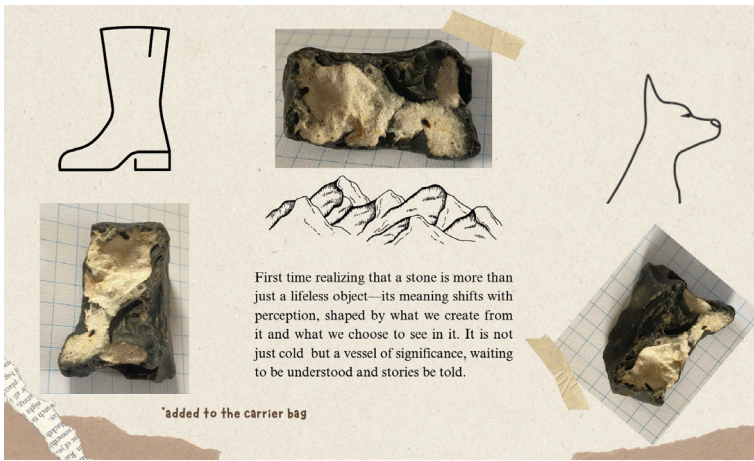 First time realizing that a stone is more than
just a lifeless object—its meaning shifts with
perception, shaped by what we create from
it and what we choose to see in it. It is not
just cold but a vessel of significance, waiting
to be understood and stories be told.
*added to the carrier bag